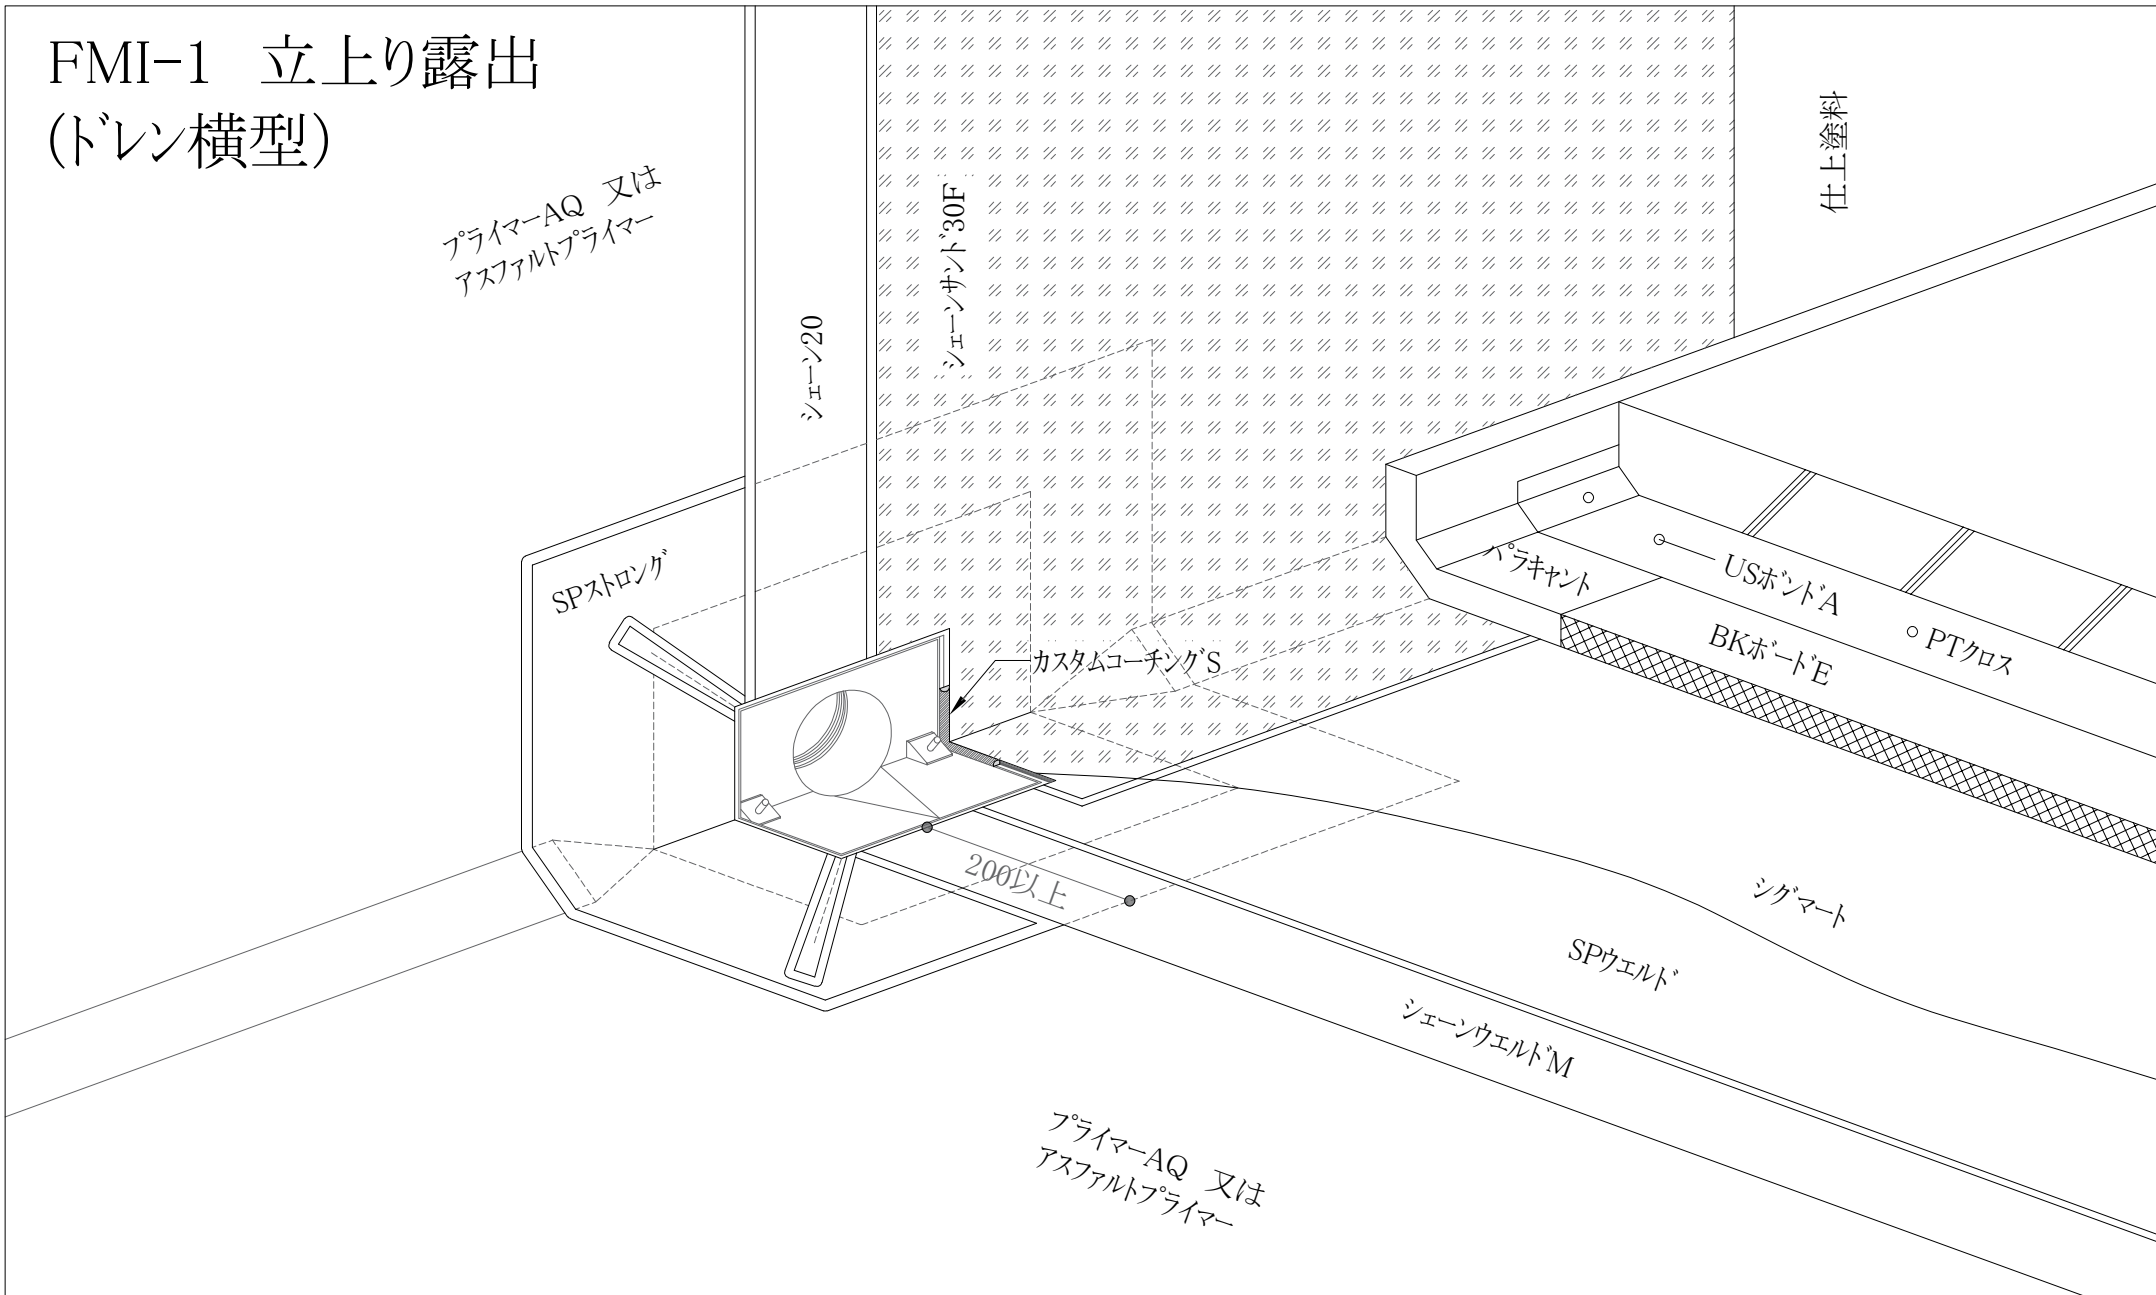 FMI-1 立上り露出
(ドレン横型)
プライマーAQ 又は
アスファルトプライマー
シェーン20
シェーンサンド30F
仕上塗料
SPストロング
カスタムコーチングS
パラキャント
USボンドA
BKボードE
PTクロス
200以上
シグマート
SPウエルド
シェーンウエルドM
プライマーAQ 又は
アスファルトプライマー